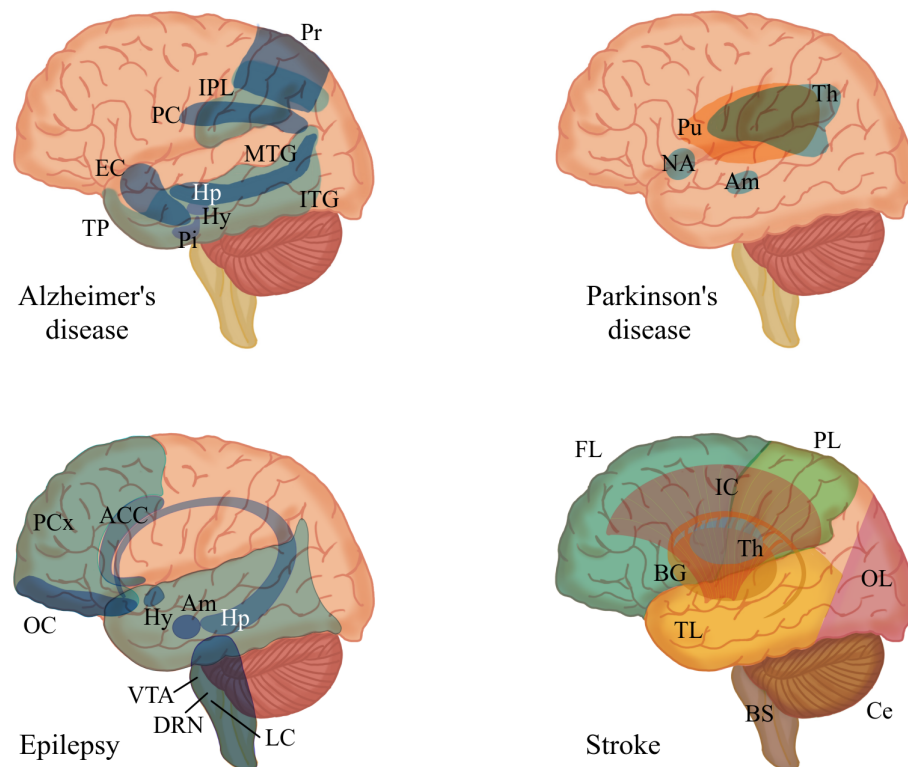 Pr
IPL
PC
MTG
EC
Hp
ITG
Hy
TP
Pi
Alzheimer's
disease
Th
Pu
NA
Am
Parkinson's
disease
PCx
ACC
Am
Hy
Hp
OC
VTA
DRN
LC
Epilepsy
FL
PL
IC
Th
BG
OL
TL
BS
Ce
Stroke